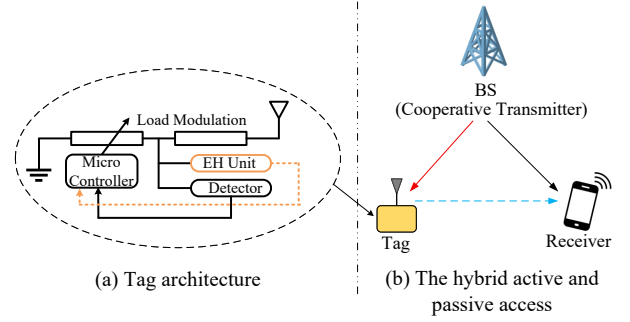 Load Modulation
Micro
Controller
EH Unit
Detector
(a) Tag architecture
BS
(Cooperative Transmitter)
Tag
Receiver
(b) The hybrid active and
passive access